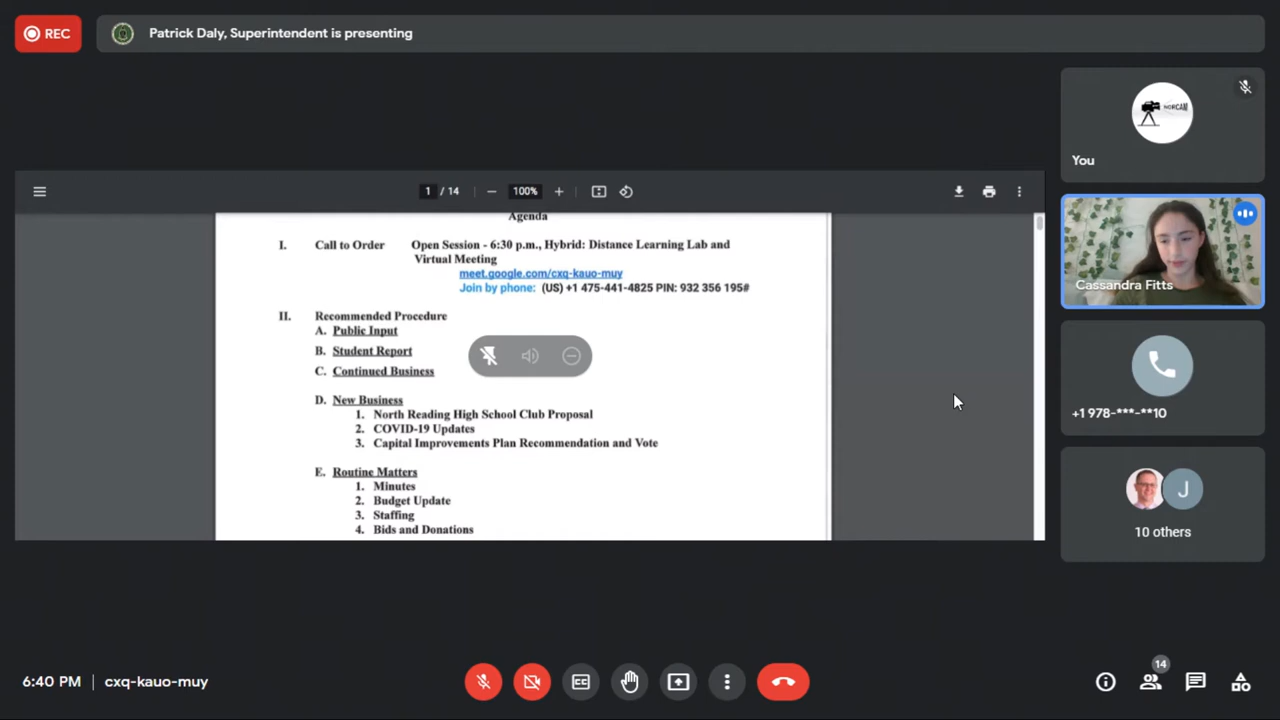 REC
Patrick Daly, Superintendent is presenting
NORCAM
You
1 / 14
100%
Agenda
I. Call to Order Open Session - 6:30 p.m., Hybrid: Distance Learning Lab and
Virtual Meeting
meet.google.com/cxq-kauo-muy
Join by phone: (US) +1 475-441-4825 PIN: 932 356 195#
II. Recommended Procedure
A. Public Input
B. Student Report
C. Continued Business
D. New Business
1. North Reading High School Club Proposal
2. COVID-19 Updates
3. Capital Improvements Plan Recommendation and Vote
E. Routine Matters
1. Minutes
2. Budget Update
3. Staffing
4. Bids and Donations
Cassandra Fitts
+1 978-***-**10
J
10 others
6:40 PM | cxq-kauo-muy
CC
14